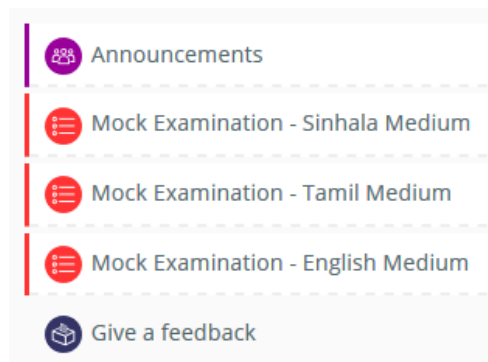 Announcements
Mock Examination - Sinhala Medium
Mock Examination - Tamil Medium
Mock Examination - English Medium
Give a feedback